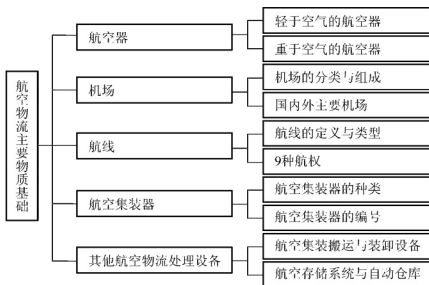 航空物流主要物质基础
航空器
轻于空气的航空器
重于空气的航空器
机场
机场的分类与组成
国内外主要机场
航线
航线的定义与类型
9种航权
航空集装器
航空集装器的种类
航空集装器的编号
其他航空物流处理设备
航空集装搬运与装卸设备
航空存储系统与自动仓库